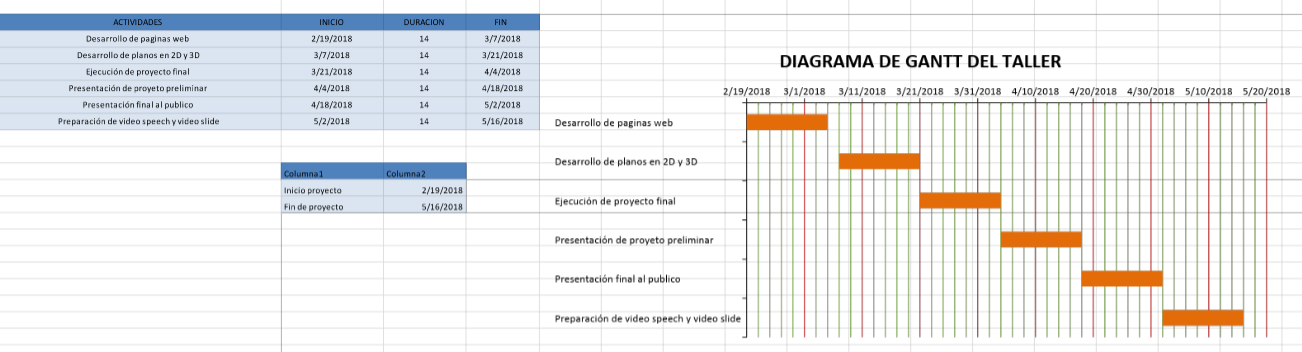 ACTIVIDADES INICIO DURACION FIN
Desarrollo de paginas web 2/19/2018 14 3/7/2018
Desarrollo de planos en 2D y 3D 3/7/2018 14 3/21/2018
Ejecución de proyecto final 3/21/2018 14 4/4/2018
Presentación de proyeto preliminar 4/4/2018 14 4/18/2018
Presentación final al publico 4/18/2018 14 5/2/2018
Preparación de video speech y video slide 5/2/2018 14 5/16/2018
Columna1 Columna2
Inicio proyecto 2/19/2018
Fin de proyecto 5/16/2018
DIAGRAMA DE GANTT DEL TALLER
2/19/2018 3/1/2018 3/11/2018 3/21/2018 3/31/2018 4/10/2018 4/20/2018 4/30/2018 5/10/2018 5/20/2018
Desarrollo de paginas web
Desarrollo de planos en 2D y 3D
Ejecución de proyecto final
Presentación de proyeto preliminar
Presentación final al publico
Preparación de video speech y video slide